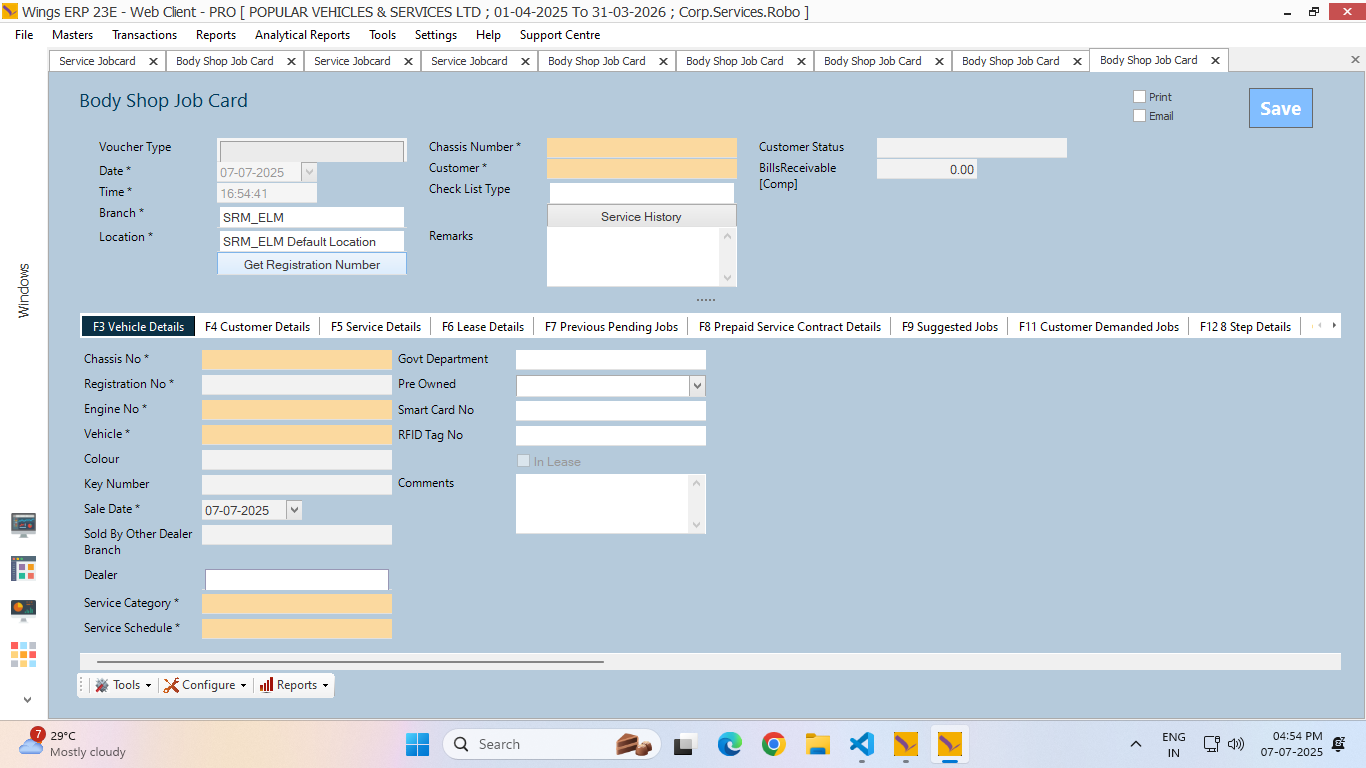 Wings ERP 23E - Web Client - PRO [ POPULAR VEHICLES & SERVICES LTD ; 01-04-2025 To 31-03-2026 ; Corp.Services.Robo ]
File Masters Transactions Reports Analytical Reports Tools Settings Help Support Centre
Service Jobcard Body Shop Job Card Service Jobcard Service Jobcard Body Shop Job Card Body Shop Job Card Body Shop Job Card Body Shop Job Card Body Shop Job Card
Body Shop Job Card
Print
Email
Save
Voucher Type
Date * 07-07-2025
Time * 16:54:41
Branch * SRM_ELM
Location * SRM_ELM Default Location
Get Registration Number
Chassis Number *
Customer *
Check List Type
Service History
Remarks
Customer Status
BillsReceivable [Comp] 0.00
Windows
F3 Vehicle Details F4 Customer Details F5 Service Details F6 Lease Details F7 Previous Pending Jobs F8 Prepaid Service Contract Details F9 Suggested Jobs F11 Customer Demanded Jobs F12 8 Step Details
Chassis No *
Registration No *
Engine No *
Vehicle *
Colour
Key Number
Sale Date * 07-07-2025
Sold By Other Dealer
Branch
Dealer
Service Category *
Service Schedule *
Govt Department
Pre Owned
Smart Card No
RFID Tag No
In Lease
Comments
Tools Configure Reports
7
29°C
Mostly cloudy
Search
ENG
IN
04:54 PM
07-07-2025